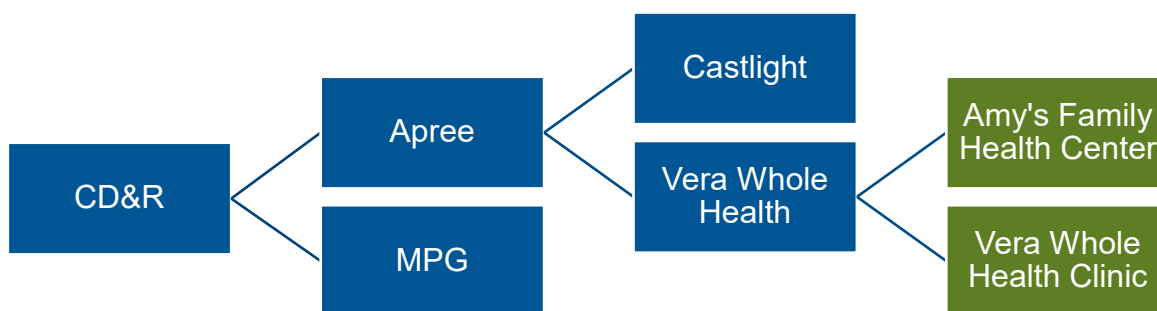 CD&R
Apree
MPG
Castlight
Vera Whole
Health
Amy's Family
Health Center
Vera Whole
Health Clinic